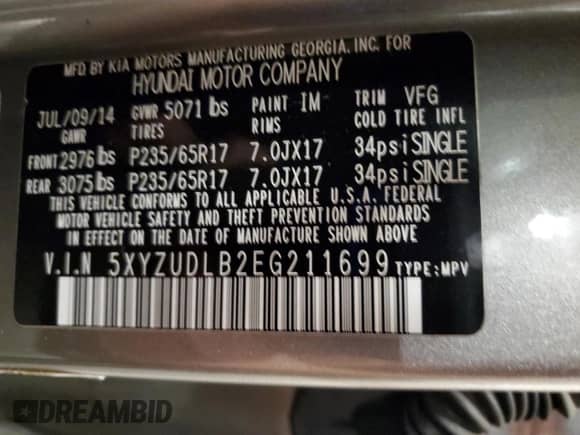 MFD BY KIA MOTORS MANUFACTURING GEORGIA, INC. FOR
HYUNDAI MOTOR COMPANY
JUL/09/14 GVWR 5071 lbs PAINT IM TRIM VFG
GAWR TIRES RIMS COLD TIRE INFL
FRONT 2976 lbs P235/65R17 7.0JX17 34psi SINGLE
REAR 3075 lbs P235/65R17 7.0JX17 34psi SINGLE
THIS VEHICLE CONFORMS TO ALL APPLICABLE U.S.A. FEDERAL
MOTOR VEHICLE SAFETY AND THEFT PREVENTION STANDARDS
IN EFFECT ON THE DATE OF MANUFACTURE SHOWN ABOVE.
V.I.N 5XYZUDLB2EG211699 TYPE:MPV
DREAMBID